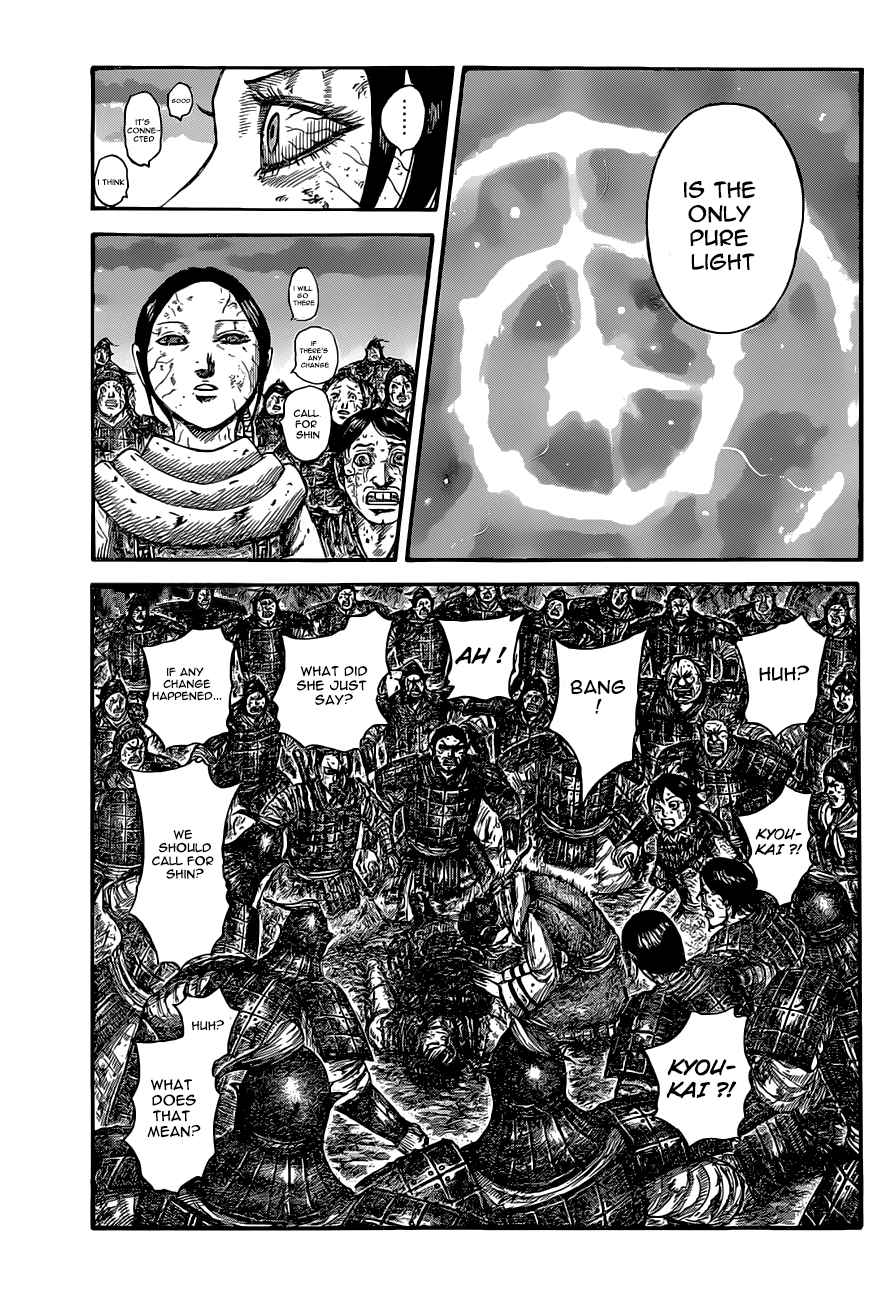 IS THE
ONLY
PURE
LIGHT
......
GOOD
IT'S
CONNE-
CTED
I THINK
I WILL
GO
THERE
IF
THERE'S
ANY
CHANGE
CALL
FOR
SHIN
HUH?
BANG
!
AH !
WHAT DID
SHE JUST
SAY?
IF ANY
CHANGE
HAPPENED...
KYOU-
KAI ?!
WE
SHOULD
CALL FOR
SHIN?
KYOU-
KAI ?!
HUH?
WHAT
DOES
THAT
MEAN?